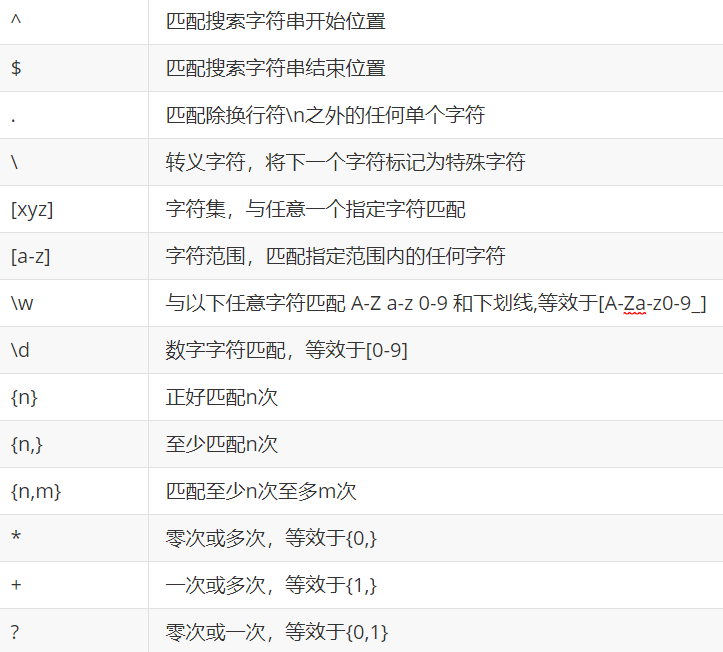 ^ 匹配搜索字符串开始位置
$ 匹配搜索字符串结束位置
. 匹配除换行符\n之外的任何单个字符
\ 转义字符，将下一个字符标记为特殊字符
[xyz] 字符集，与任意一个指定字符匹配
[a-z] 字符范围，匹配指定范围内的任何字符
\w 与以下任意字符匹配 A-Z a-z 0-9 和下划线,等效于[A-Za-z0-9_]
\d 数字字符匹配，等效于[0-9]
{n} 正好匹配n次
{n,} 至少匹配n次
{n,m} 匹配至少n次至多m次
* 零次或多次，等效于{0,}
+ 一次或多次，等效于{1,}
? 零次或一次，等效于{0,1}